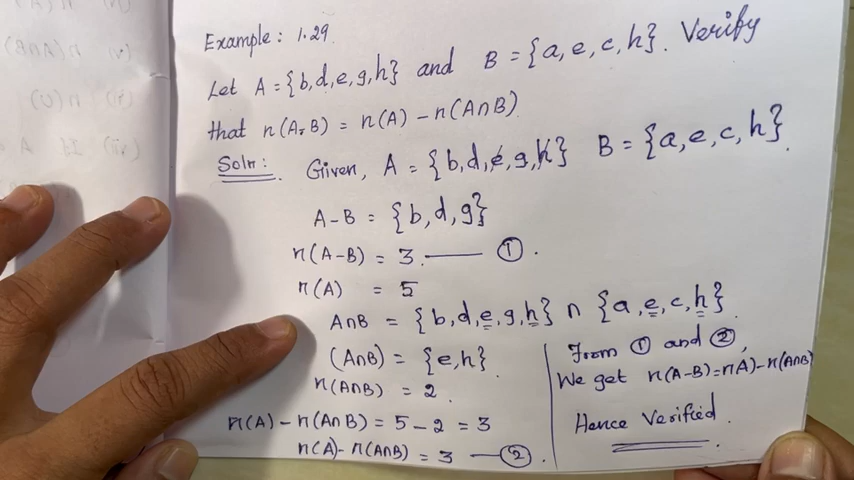 Example: 1.29
Let A = {b,d,e,g,h} and B = {a,e,c,h}. Verify
that n(A-B) = n(A) - n(A∩B)
Soln: Given, A = {b,d,e,g,h} B = {a,e,c,h}.
A-B = {b,d,g}
n(A-B) = 3. —— ①.
n(A) = 5
A∩B = {b,d,e,g,h} ∩ {a,e,c,h}.
(A∩B) = {e,h}.
n(A∩B) = 2.
n(A) - n(A∩B) = 5 - 2 = 3
n(A) - n(A∩B) = 3 —②.
From ① and ②,
We get n(A-B)=n(A)-n(A∩B)
Hence Verified.